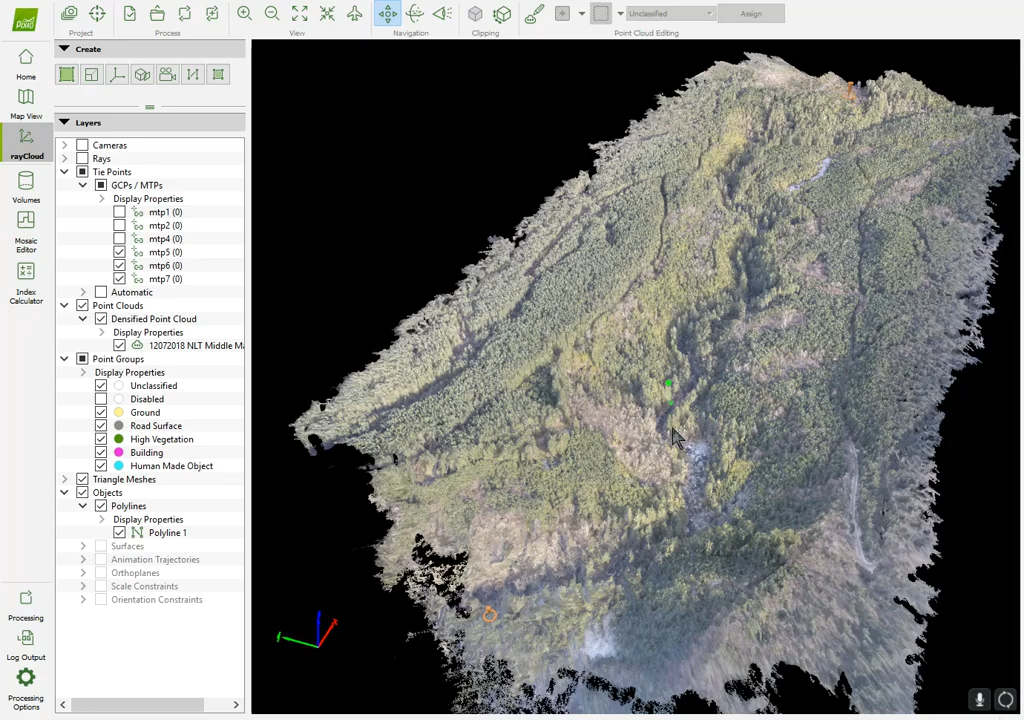 pix4D
Project
Process
View
Navigation
Clipping
Unclassified
Assign
Point Cloud Editing
Home
Map View
rayCloud
Volumes
Mosaic
Editor
Index
Calculator
Processing
Log Output
Processing
Options
Create
Layers
Cameras
Rays
Tie Points
GCPs / MTPs
Display Properties
mtp1 (0)
mtp2 (0)
mtp4 (0)
mtp5 (0)
mtp6 (0)
mtp7 (0)
Automatic
Point Clouds
Densified Point Cloud
Display Properties
12072018 NLT Middle Ma
Point Groups
Display Properties
Unclassified
Disabled
Ground
Road Surface
High Vegetation
Building
Human Made Object
Triangle Meshes
Objects
Polylines
Display Properties
Polyline 1
Surfaces
Animation Trajectories
Orthoplanes
Scale Constraints
Orientation Constraints